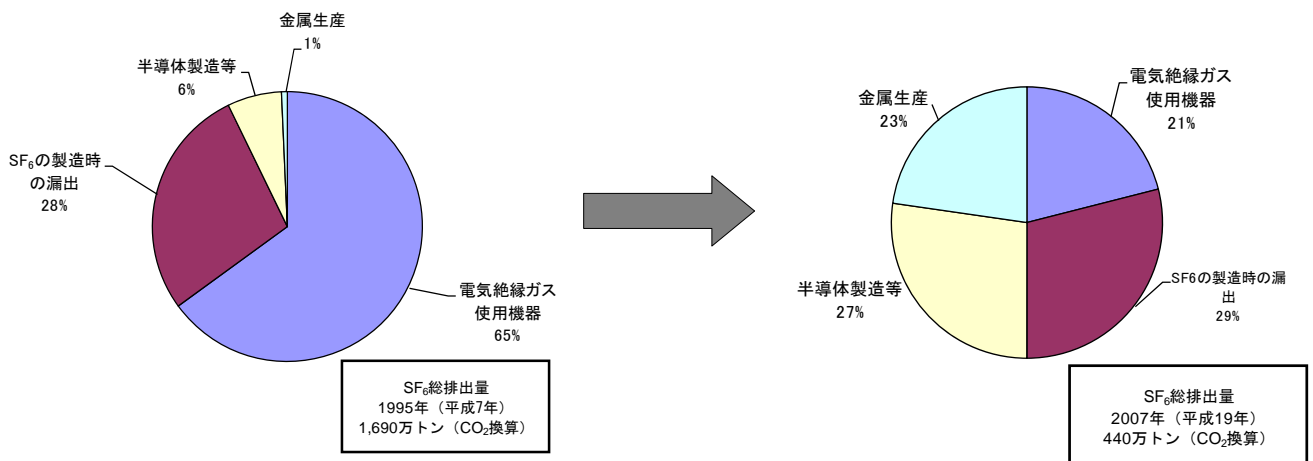 金属生産
1%
半導体製造等
6%
SF₆の製造時
の漏出
28%
電気絶縁ガス
使用機器
65%
SF₆総排出量
1995年（平成7年）
1,690万トン（CO₂換算）
電気絶縁ガス
使用機器
21%
金属生産
23%
半導体製造等
27%
SF6の製造時の漏
出
29%
SF₆総排出量
2007年（平成19年）
440万トン（CO₂換算）